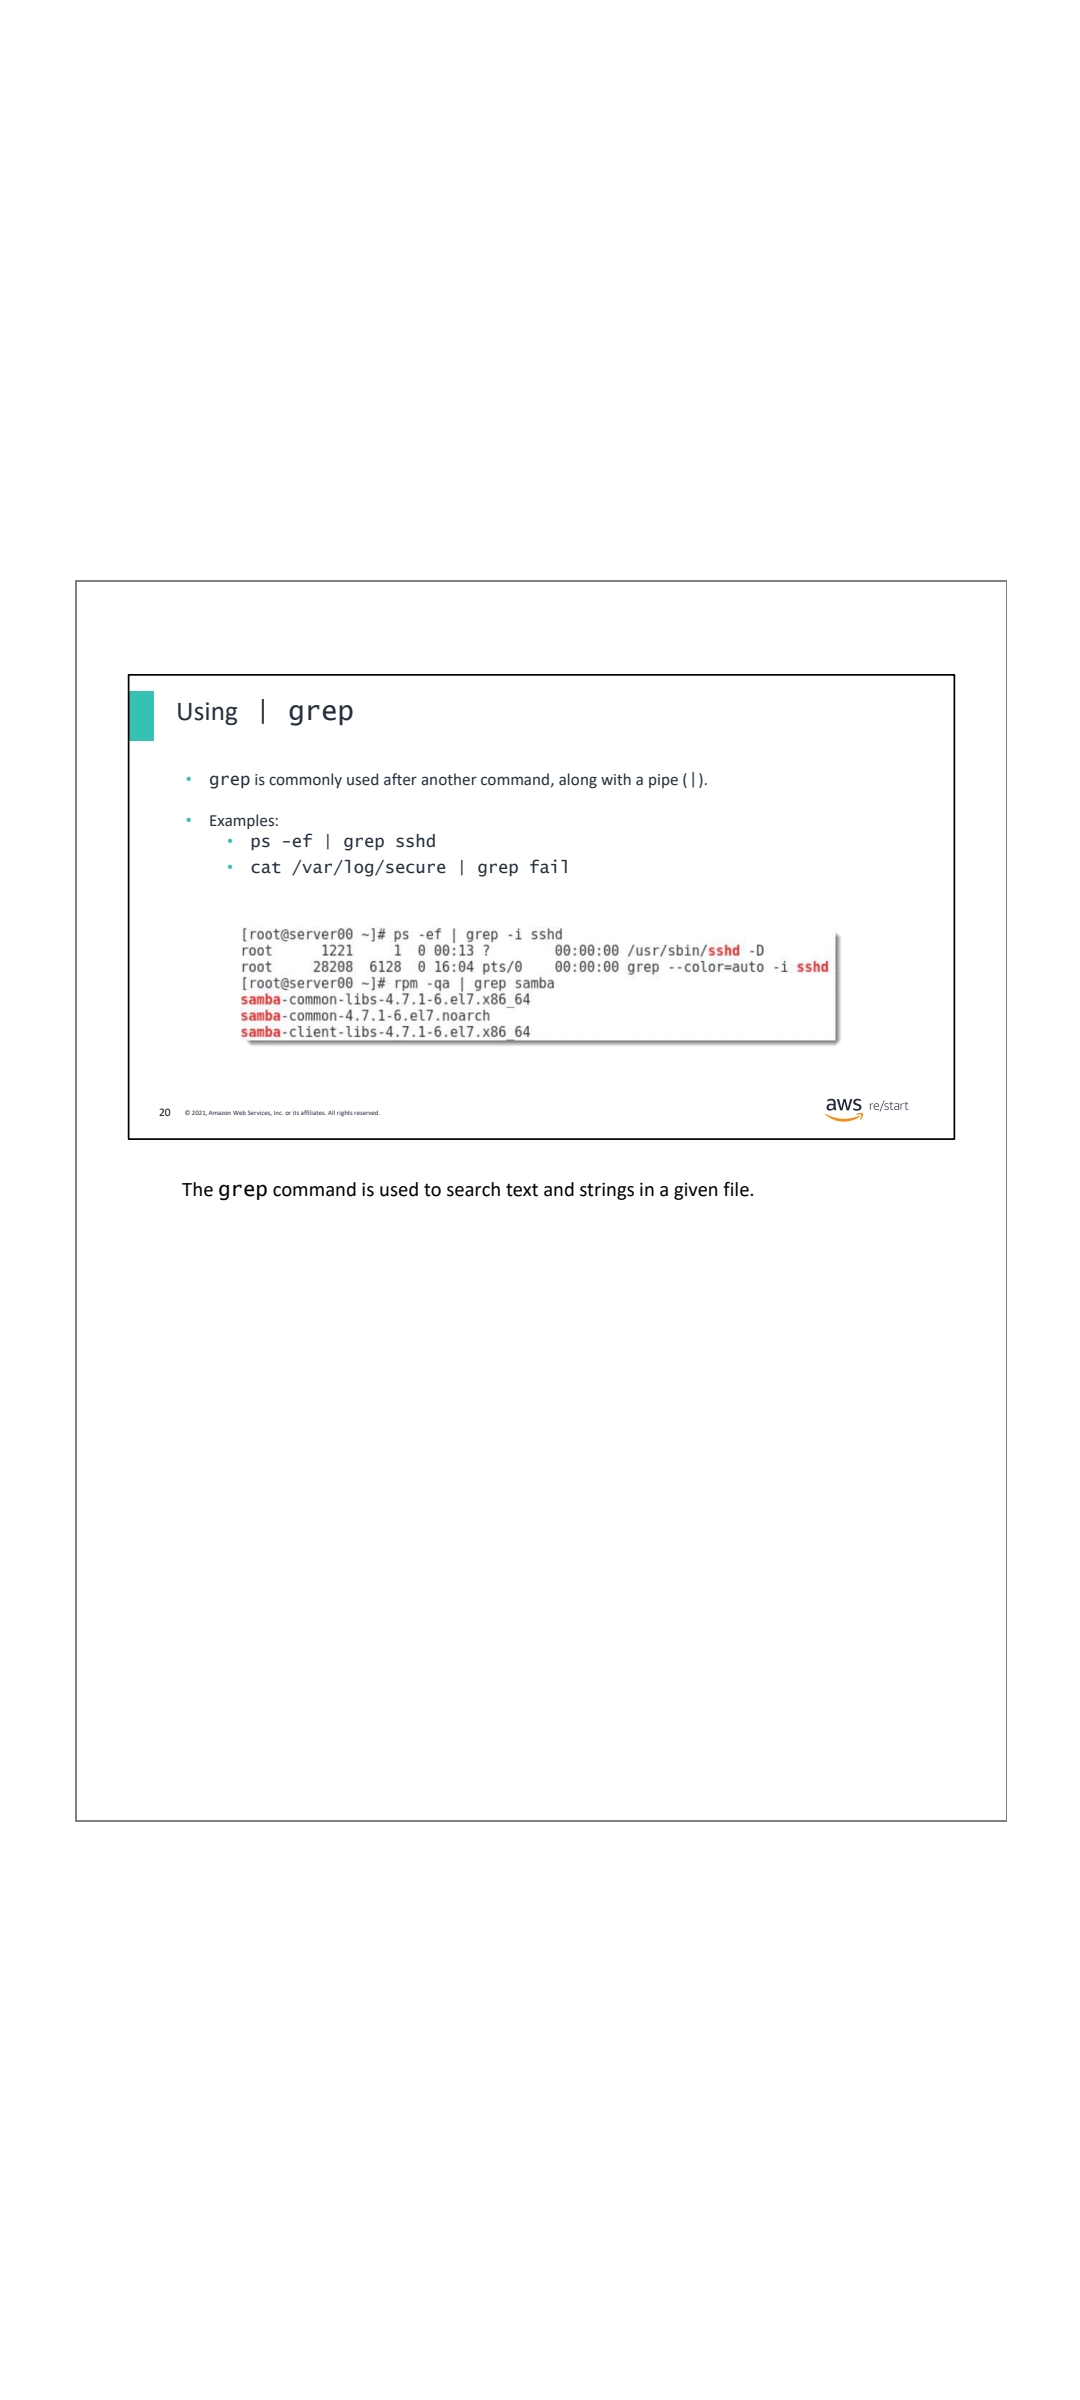 Using | grep
• grep is commonly used after another command, along with a pipe (|).
• Examples:
• ps –ef | grep sshd
• cat /var/log/secure | grep fail
[root@server00 ~]# ps -ef | grep -i sshd
root      1221     1  0 00:13 ?        00:00:00 /usr/sbin/sshd -D
root     28208  6128  0 16:04 pts/0    00:00:00 grep --color=auto -i sshd
[root@server00 ~]# rpm -qa | grep samba
samba-common-libs-4.7.1-6.el7.x86_64
samba-common-4.7.1-6.el7.noarch
samba-client-libs-4.7.1-6.el7.x86_64
20 © 2021, Amazon Web Services, Inc. or its affiliates. All rights reserved.
aws re/start
The grep command is used to search text and strings in a given file.